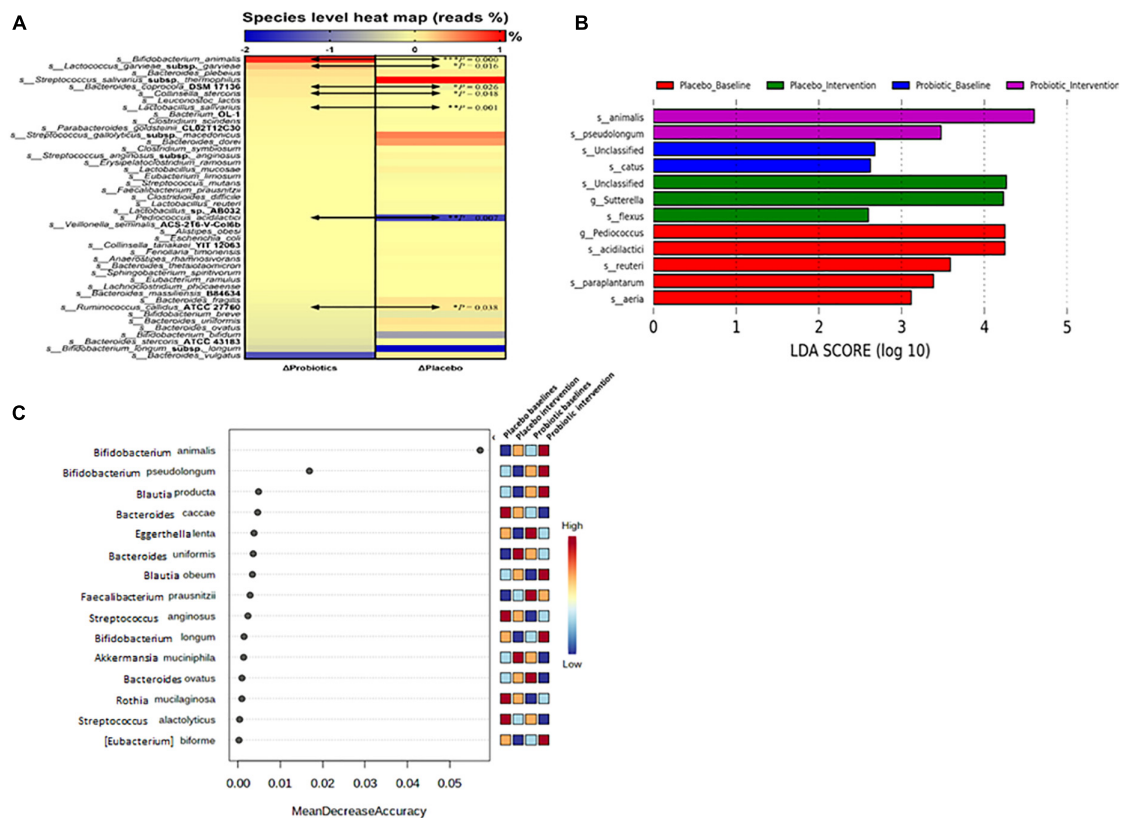 A
Species level heat map (reads %)
-2 -1 0 1 %
s__Bifidobacterium_animalis
s__Lactococcus_garvieae_subsp._garvieae
s__Bacteroides_plebeius
s__Streptococcus_salivarius_subsp._thermophilus
s__Bacteroides_coprocola_DSM 17136
s__Collinsella_stercoris
s__Leuconostoc_lactis
s__Lactobacillus_salivarius
s__Bacterium_OL-1
s__Clostridium_scindens
s__Parabacteroides_goldsteinii_CL02T12C30
s__Streptococcus_gallolyticus_subsp._macedonicus
s__Bacteroides_dorei
s__Clostridium_symbiosum
s__Streptococcus_anginosus_subsp._anginosus
s__Erysipelatoclostridium_ramosum
s__Lactobacillus_mucosae
s__Eubacterium_limosum
s__Streptococcus_mutans
s__Faecalibacterium_prausnitzii
s__Clostridioides_difficile
s__Lactobacillus_reuteri
s__Lactobacillus_sp._AB032
s__Pediococcus_acidilactici
s__Veillonella_seminalis_ACS-216-V-Col6b
s__Alistipes_obesi
s__Escherichia_coli
s__Collinsella_tanakaei_YIT 12063
s__Fenollaria_timonensis
s__Anaerostipes_rhamnosivorans
s__Bacteroides_thetaiotaomicron
s__Sphingobacterium_spiritivorum
s__Eubacterium_ramulus
s__Lachnoclostridium_phocaeense
s__Bacteroides_massiliensis_B84634
s__Bacteroides_fragilis
s__Ruminococcus_callidus_ATCC 27760
s__Bifidobacterium_breve
s__Bacteroides_uniformis
s__Bacteroides_ovatus
s__Bifidobacterium_bifidum
s__Bacteroides_stercoris_ATCC 43183
s__Bifidobacterium_longum_subsp._longum
s__Bacteroides_vulgatus
***P = 0.000
*P = 0.016
*P = 0.026
*P = 0.048
**P = 0.001
**P = 0.007
*P = 0.038
ΔProbiotics ΔPlacebo
B
Placebo_Baseline Placebo_Intervention Probiotic_Baseline Probiotic_Intervention
s__animalis
s__pseudolongum
s__Unclassified
s__catus
s__Unclassified
g__Sutterella
s__flexus
g__Pediococcus
s__acidilactici
s__reuteri
s__paraplantarum
s__aeria
0 1 2 3 4 5
LDA SCORE (log 10)
C
Placebo baselines
Placebo intervention
Probiotic baselines
Probiotic intervention
Bifidobacterium animalis
Bifidobacterium pseudolongum
Blautia producta
Bacteroides caccae
Eggerthella lenta
Bacteroides uniformis
Blautia obeum
Faecalibacterium prausnitzii
Streptococcus anginosus
Bifidobacterium longum
Akkermansia muciniphila
Bacteroides ovatus
Rothia mucilaginosa
Streptococcus alactolyticus
[Eubacterium] biforme
High
Low
0.00 0.01 0.02 0.03 0.04 0.05
MeanDecreaseAccuracy